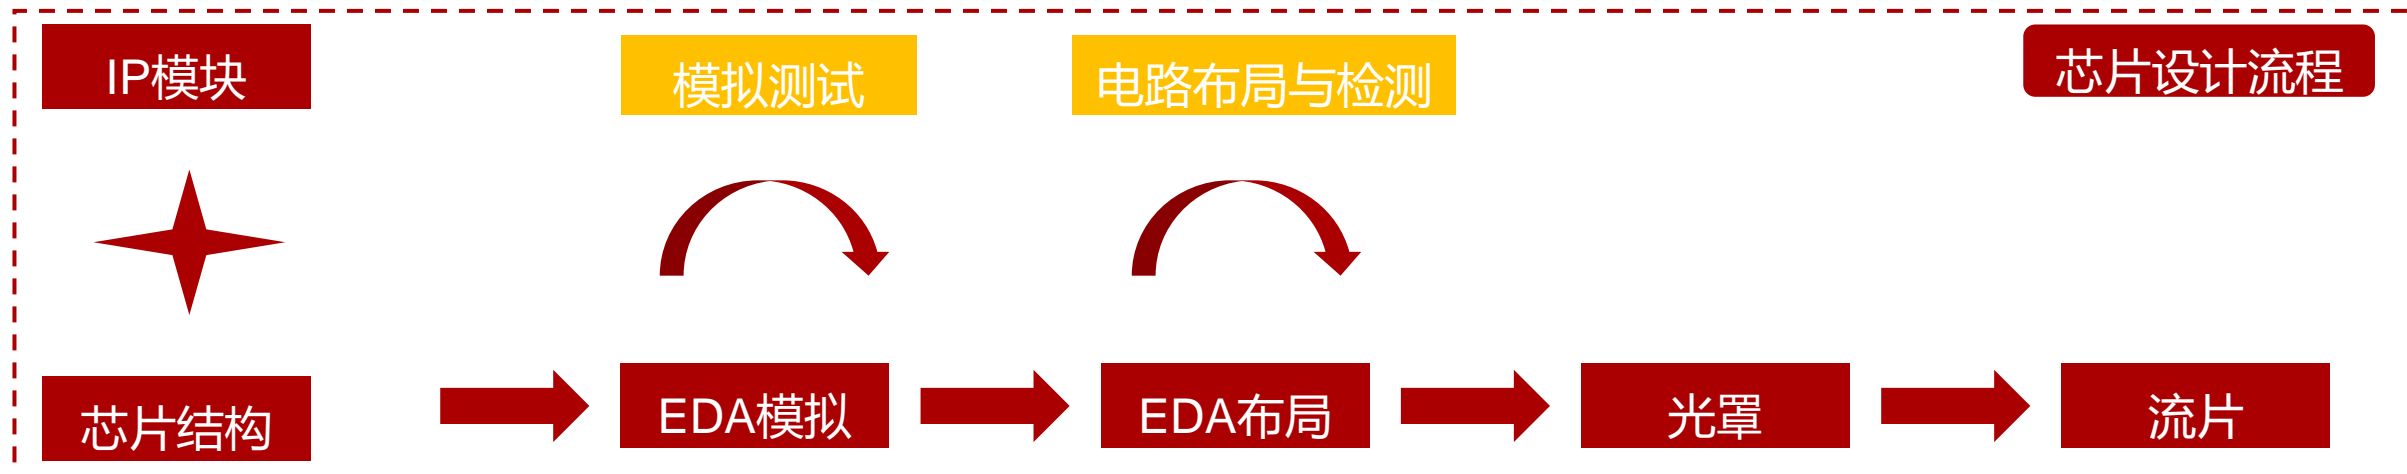 IP模块
模拟测试
电路布局与检测
芯片设计流程
芯片结构
EDA模拟
EDA布局
光罩
流片